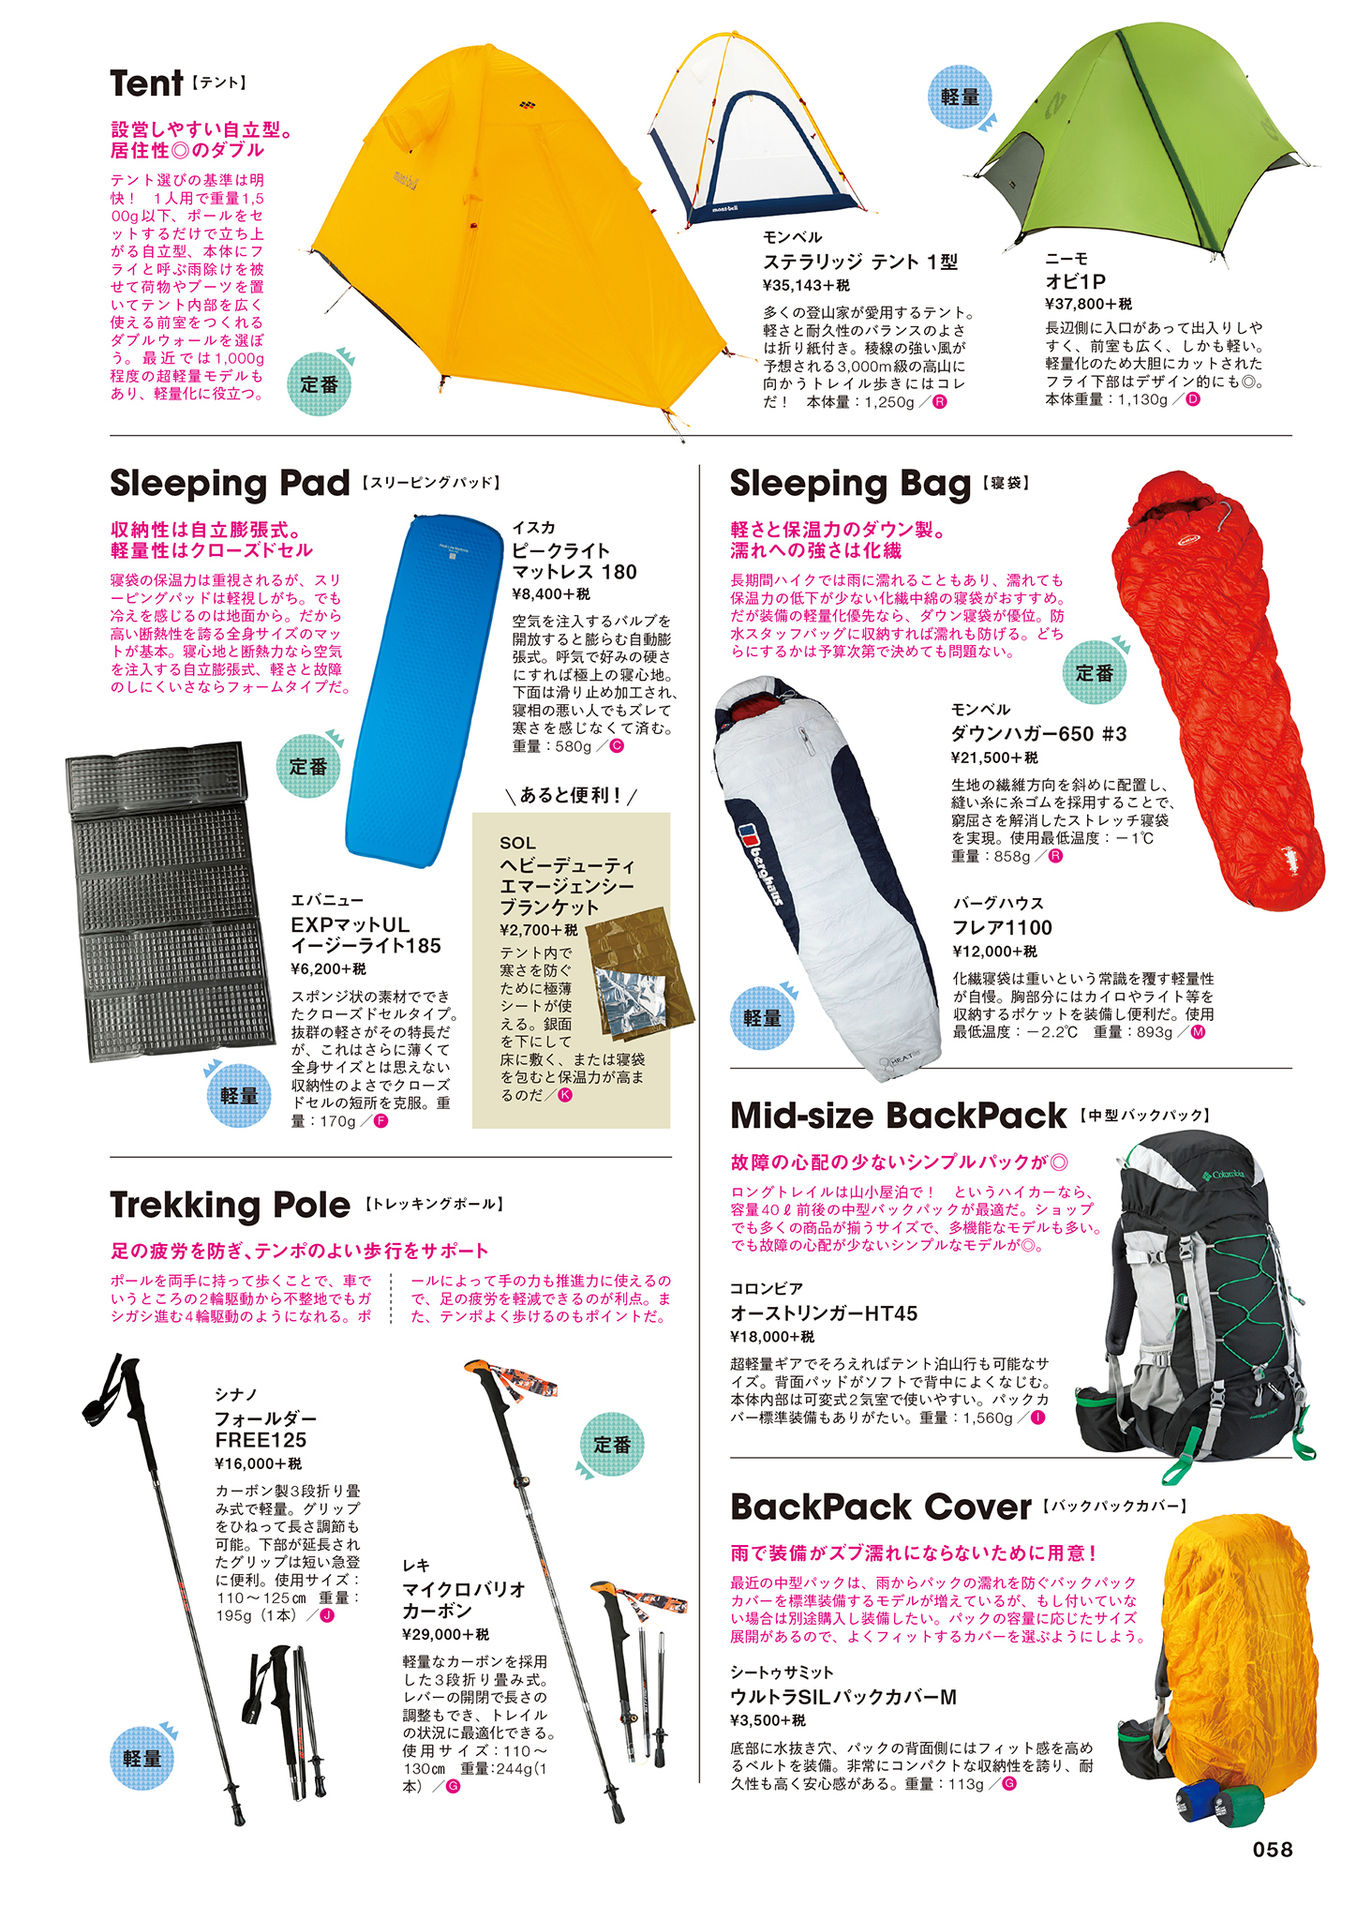 Tent【テント】
設営しやすい自立型。
居住性◎のダブル
テント選びの基準は明
快！　1人用で重量1,5
00g以下、ポールをセ
ットするだけで立ち上
がる自立型、本体にフ
ライと呼ぶ雨除けを被
せて荷物やブーツを置
いてテント内部を広く
使える前室をつくれる
ダブルウォールを選ぼ
う。最近では1,000g
程度の超軽量モデルも
あり、軽量化に役立つ。
定番
mont-bell
mont-bell
モンベル
ステラリッジ テント 1型
¥35,143+税
多くの登山家が愛用するテント。
軽さと耐久性のバランスのよさ
は折り紙付き。稜線の強い風が
予想される3,000m級の高山に
向かうトレイル歩きにはコレ
だ！　本体量：1,250g／R
軽量
ニーモ
オビ1P
¥37,800+税
長辺側に入口があって出入りしや
すく、前室も広く、しかも軽い。
軽量化のため大胆にカットされた
フライ下部はデザイン的にも◎。
本体重量：1,130g／D
Sleeping Pad【スリーピングパッド】
収納性は自立膨張式。
軽量性はクローズドセル
寝袋の保温力は重視されるが、スリ
ーピングパッドは軽視しがち。でも
冷えを感じるのは地面から。だから
高い断熱性を誇る全身サイズのマッ
トが基本。寝心地と断熱力なら空気
を注入する自立膨張式、軽さと故障
のしにくいさならフォームタイプだ。
定番
イスカ
ピークライト
マットレス 180
¥8,400+税
空気を注入するバルブを
開放すると膨らむ自動膨
張式。呼気で好みの硬さ
にすれば極上の寝心地。
下面は滑り止め加工され、
寝相の悪い人でもズレて
寒さを感じなくて済む。
重量：580g／C
エバニュー
EXPマットUL
イージーライト185
¥6,200+税
スポンジ状の素材ででき
たクローズドセルタイプ。
抜群の軽さがその特長だ
が、これはさらに薄くて
全身サイズとは思えない
収納性のよさでクローズ
ドセルの短所を克服。重
量：170g／F
軽量
\あると便利！/
SOL
ヘビーデューティ
エマージェンシー
ブランケット
¥2,700+税
テント内で
寒さを防ぐ
ために極薄
シートが使
える。銀面
を下にして
床に敷く、または寝袋
を包むと保温力が高ま
るのだ／K
Sleeping Bag【寝袋】
軽さと保温力のダウン製。
濡れへの強さは化繊
長期間ハイクでは雨に濡れることもあり、濡れても
保温力の低下が少ない化繊中綿の寝袋がおすすめ。
だが装備の軽量化優先なら、ダウン寝袋が優位。防
水スタッフバッグに収納すれば濡れも防げる。どち
らにするかは予算次第で決めても問題ない。
定番
モンベル
ダウンハガー650 #3
¥21,500+税
生地の繊維方向を斜めに配置し、
縫い糸に糸ゴムを採用することで、
窮屈さを解消したストレッチ寝袋
を実現。使用最低温度：－1℃
重量：858g／R
berghaus
バーグハウス
フレア1100
¥12,000+税
化繊寝袋は重いという常識を覆す軽量性
が自慢。胸部分にはカイロやライト等を
収納するポケットを装備し便利だ。使用
最低温度：－2.2℃　重量：893g／M
軽量
Mid-size BackPack【中型バックパック】
故障の心配の少ないシンプルパックが◎
ロングトレイルは山小屋泊で！　というハイカーなら、
容量40ℓ前後の中型バックパックが最適だ。ショップ
でも多くの商品が揃うサイズで、多機能なモデルも多い。
でも故障の心配が少ないシンプルなモデルが◎。
Columbia
コロンビア
オーストリンガーHT45
¥18,000+税
超軽量ギアでそろえればテント泊山行も可能なサ
イズ。背面パッドがソフトで背中によくなじむ。
本体内部は可変式2気室で使いやすい。パックカ
バー標準装備もありがたい。重量：1,560g／I
Trekking Pole【トレッキングポール】
足の疲労を防ぎ、テンポのよい歩行をサポート
ポールを両手に持って歩くことで、車で
いうところの2輪駆動から不整地でもガ
シガシ進む4輪駆動のようになれる。ポ
ールによって手の力も推進力に使えるの
で、足の疲労を軽減できるのが利点。ま
た、テンポよく歩けるのもポイントだ。
シナノ
フォールダー
FREE125
¥16,000+税
カーボン製3段折り畳
み式で軽量。グリップ
をひねって長さ調節も
可能。下部が延長され
たグリップは短い急登
に便利。使用サイズ：
110～125㎝　重量：
195g（1本）／J
軽量
定番
レキ
マイクロバリオ
カーボン
¥29,000+税
軽量なカーボンを採用
した3段折り畳み式。
レバーの開閉で長さの
調整もでき、トレイル
の状況に最適化できる。
使用サイズ：110～
130㎝　重量:244g（1
本）／G
BackPack Cover【バックパックカバー】
雨で装備がズブ濡れにならないために用意！
最近の中型パックは、雨からパックの濡れを防ぐバックパック
カバーを標準装備するモデルが増えているが、もし付いていな
い場合は別途購入し装備したい。パックの容量に応じたサイズ
展開があるので、よくフィットするカバーを選ぶようにしよう。
シートゥサミット
ウルトラSILパックカバーM
¥3,500+税
底部に水抜き穴、パックの背面側にはフィット感を高め
るベルトを装備。非常にコンパクトな収納性を誇り、耐
久性も高く安心感がある。重量：113g／G
058